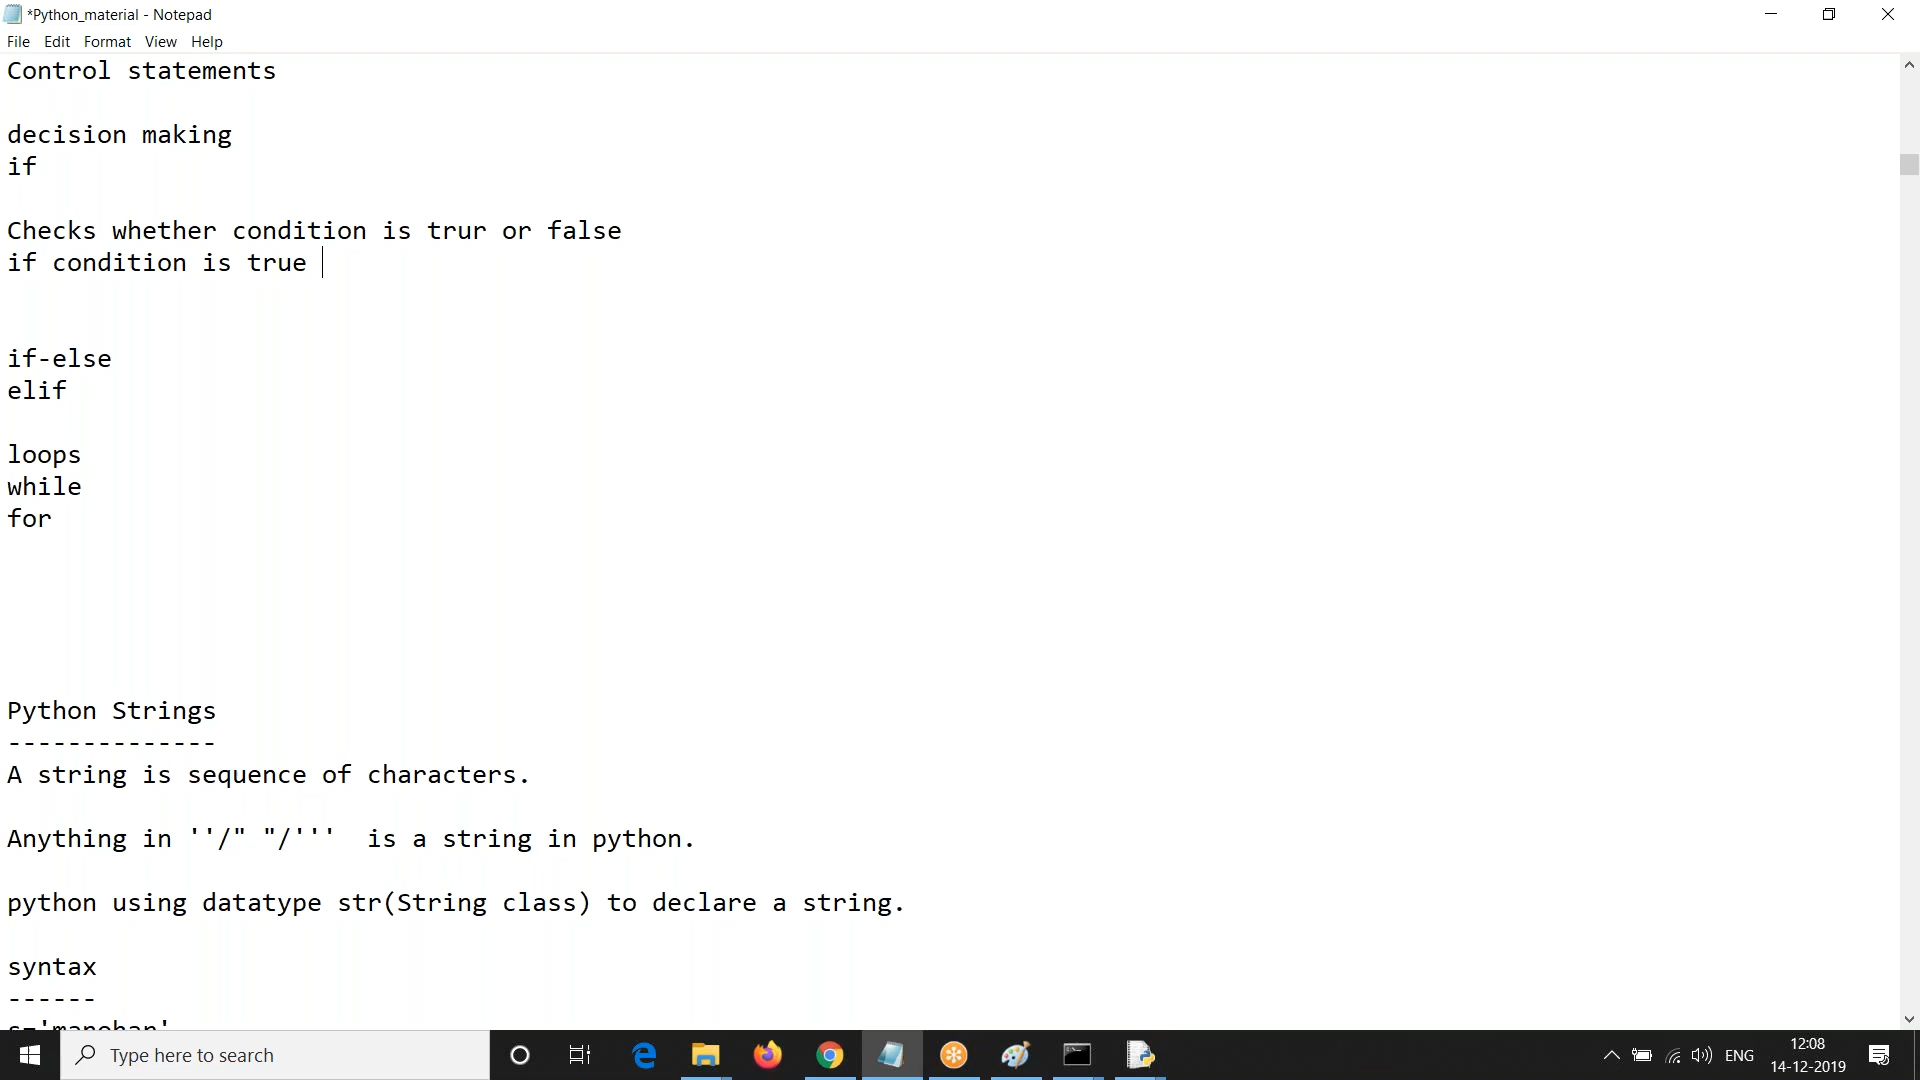 *Python_material - Notepad
File Edit Format View Help
Control statements
decision making
if
Checks whether condition is trur or false
if condition is true
if-else
elif
loops
while
for
Python Strings
--------------
A string is sequence of characters.
Anything in ''/" "/''' is a string in python.
python using datatype str(String class) to declare a string.
syntax
------
s='manohan'
Type here to search
ENG
12:08
14-12-2019